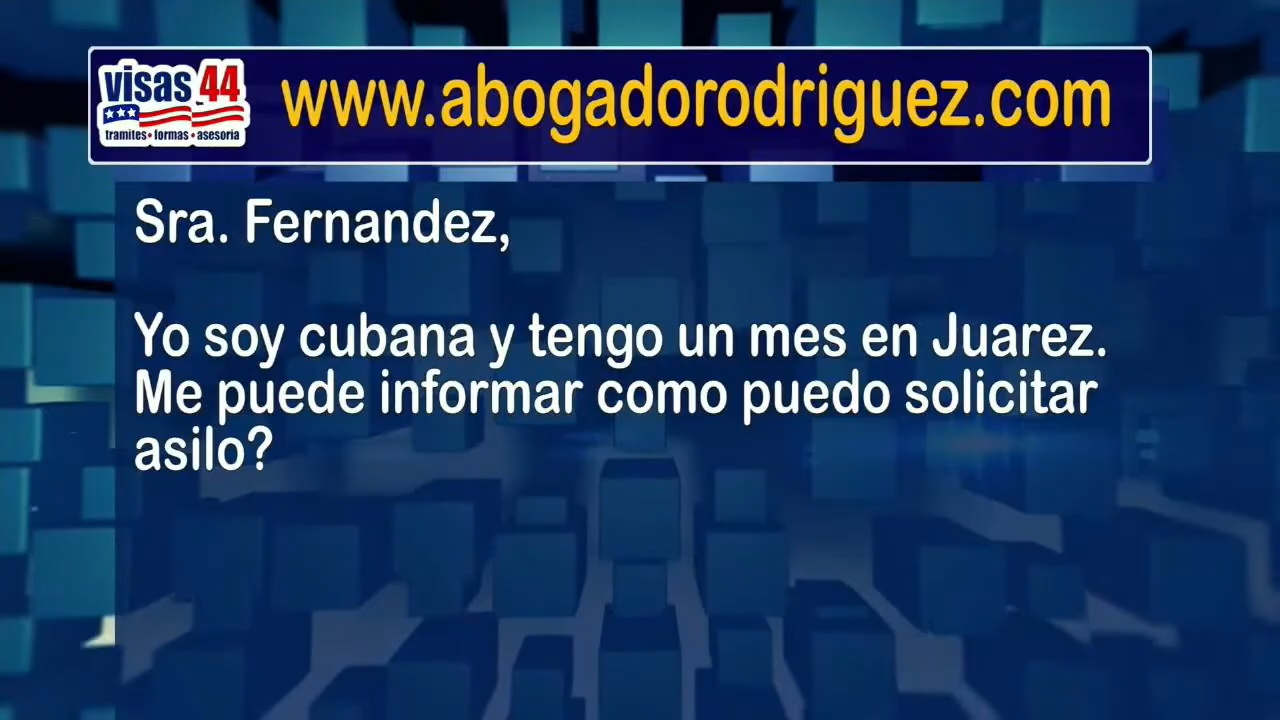 visas 44
tramites • formas • asesoria
www.abogadorodriguez.com
Sra. Fernandez,
Yo soy cubana y tengo un mes en Juarez.
Me puede informar como puedo solicitar
asilo?